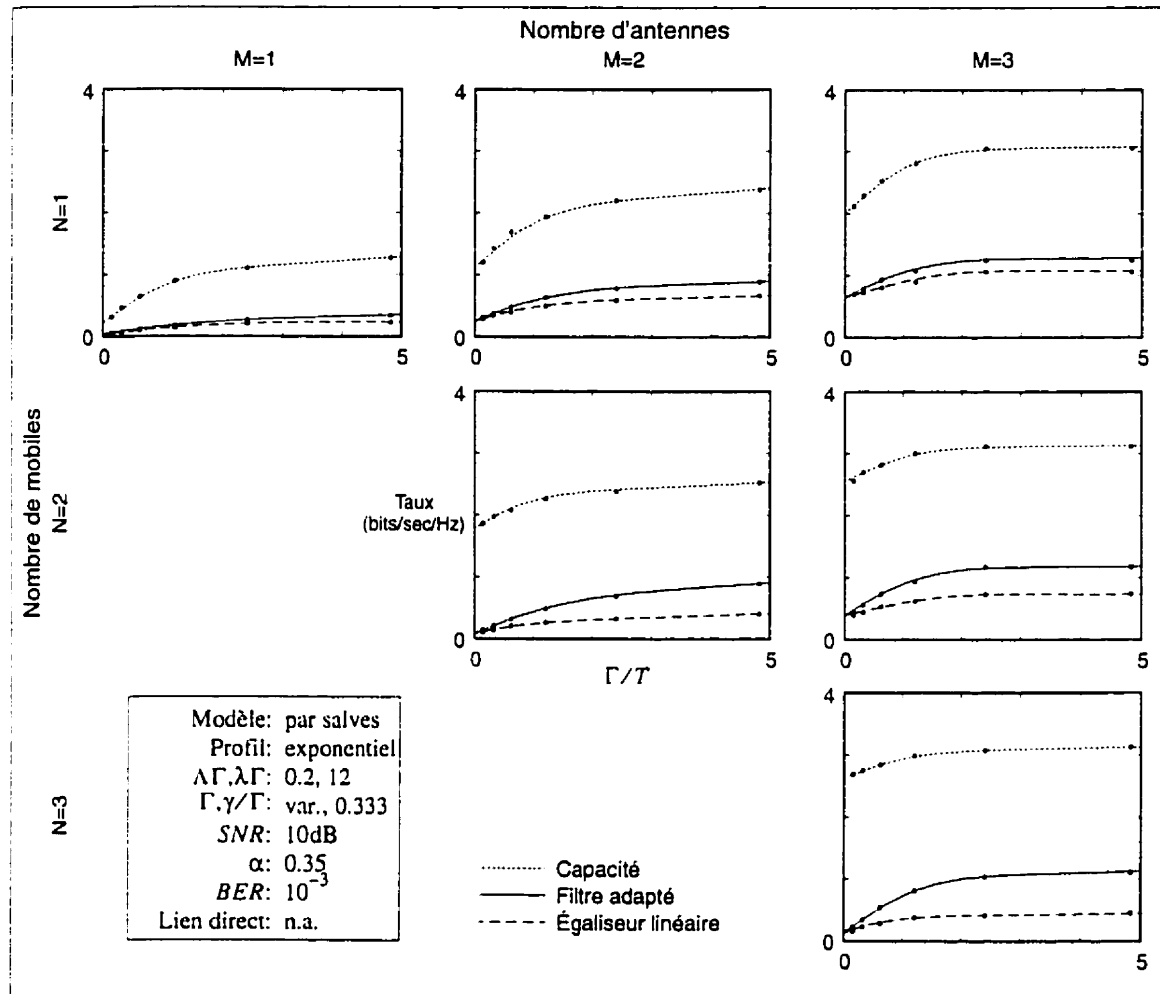 Nombre d'antennes
M=1
M=2
M=3
4
0
0
5
4
0
0
5
4
0
0
5
N=1
Nombre de mobiles
N=2
Taux
(bits/sec/Hz)
4
0
0
5
Γ/T
4
0
0
5
N=3
Modèle: par salves
Profil: exponentiel
ΛΓ,λΓ: 0.2, 12
Γ,γ/Γ: var., 0.333
SNR: 10dB
α: 0.35
BER: 10⁻³
Lien direct: n.a.
Capacité
Filtre adapté
Égaliseur linéaire
4
0
0
5